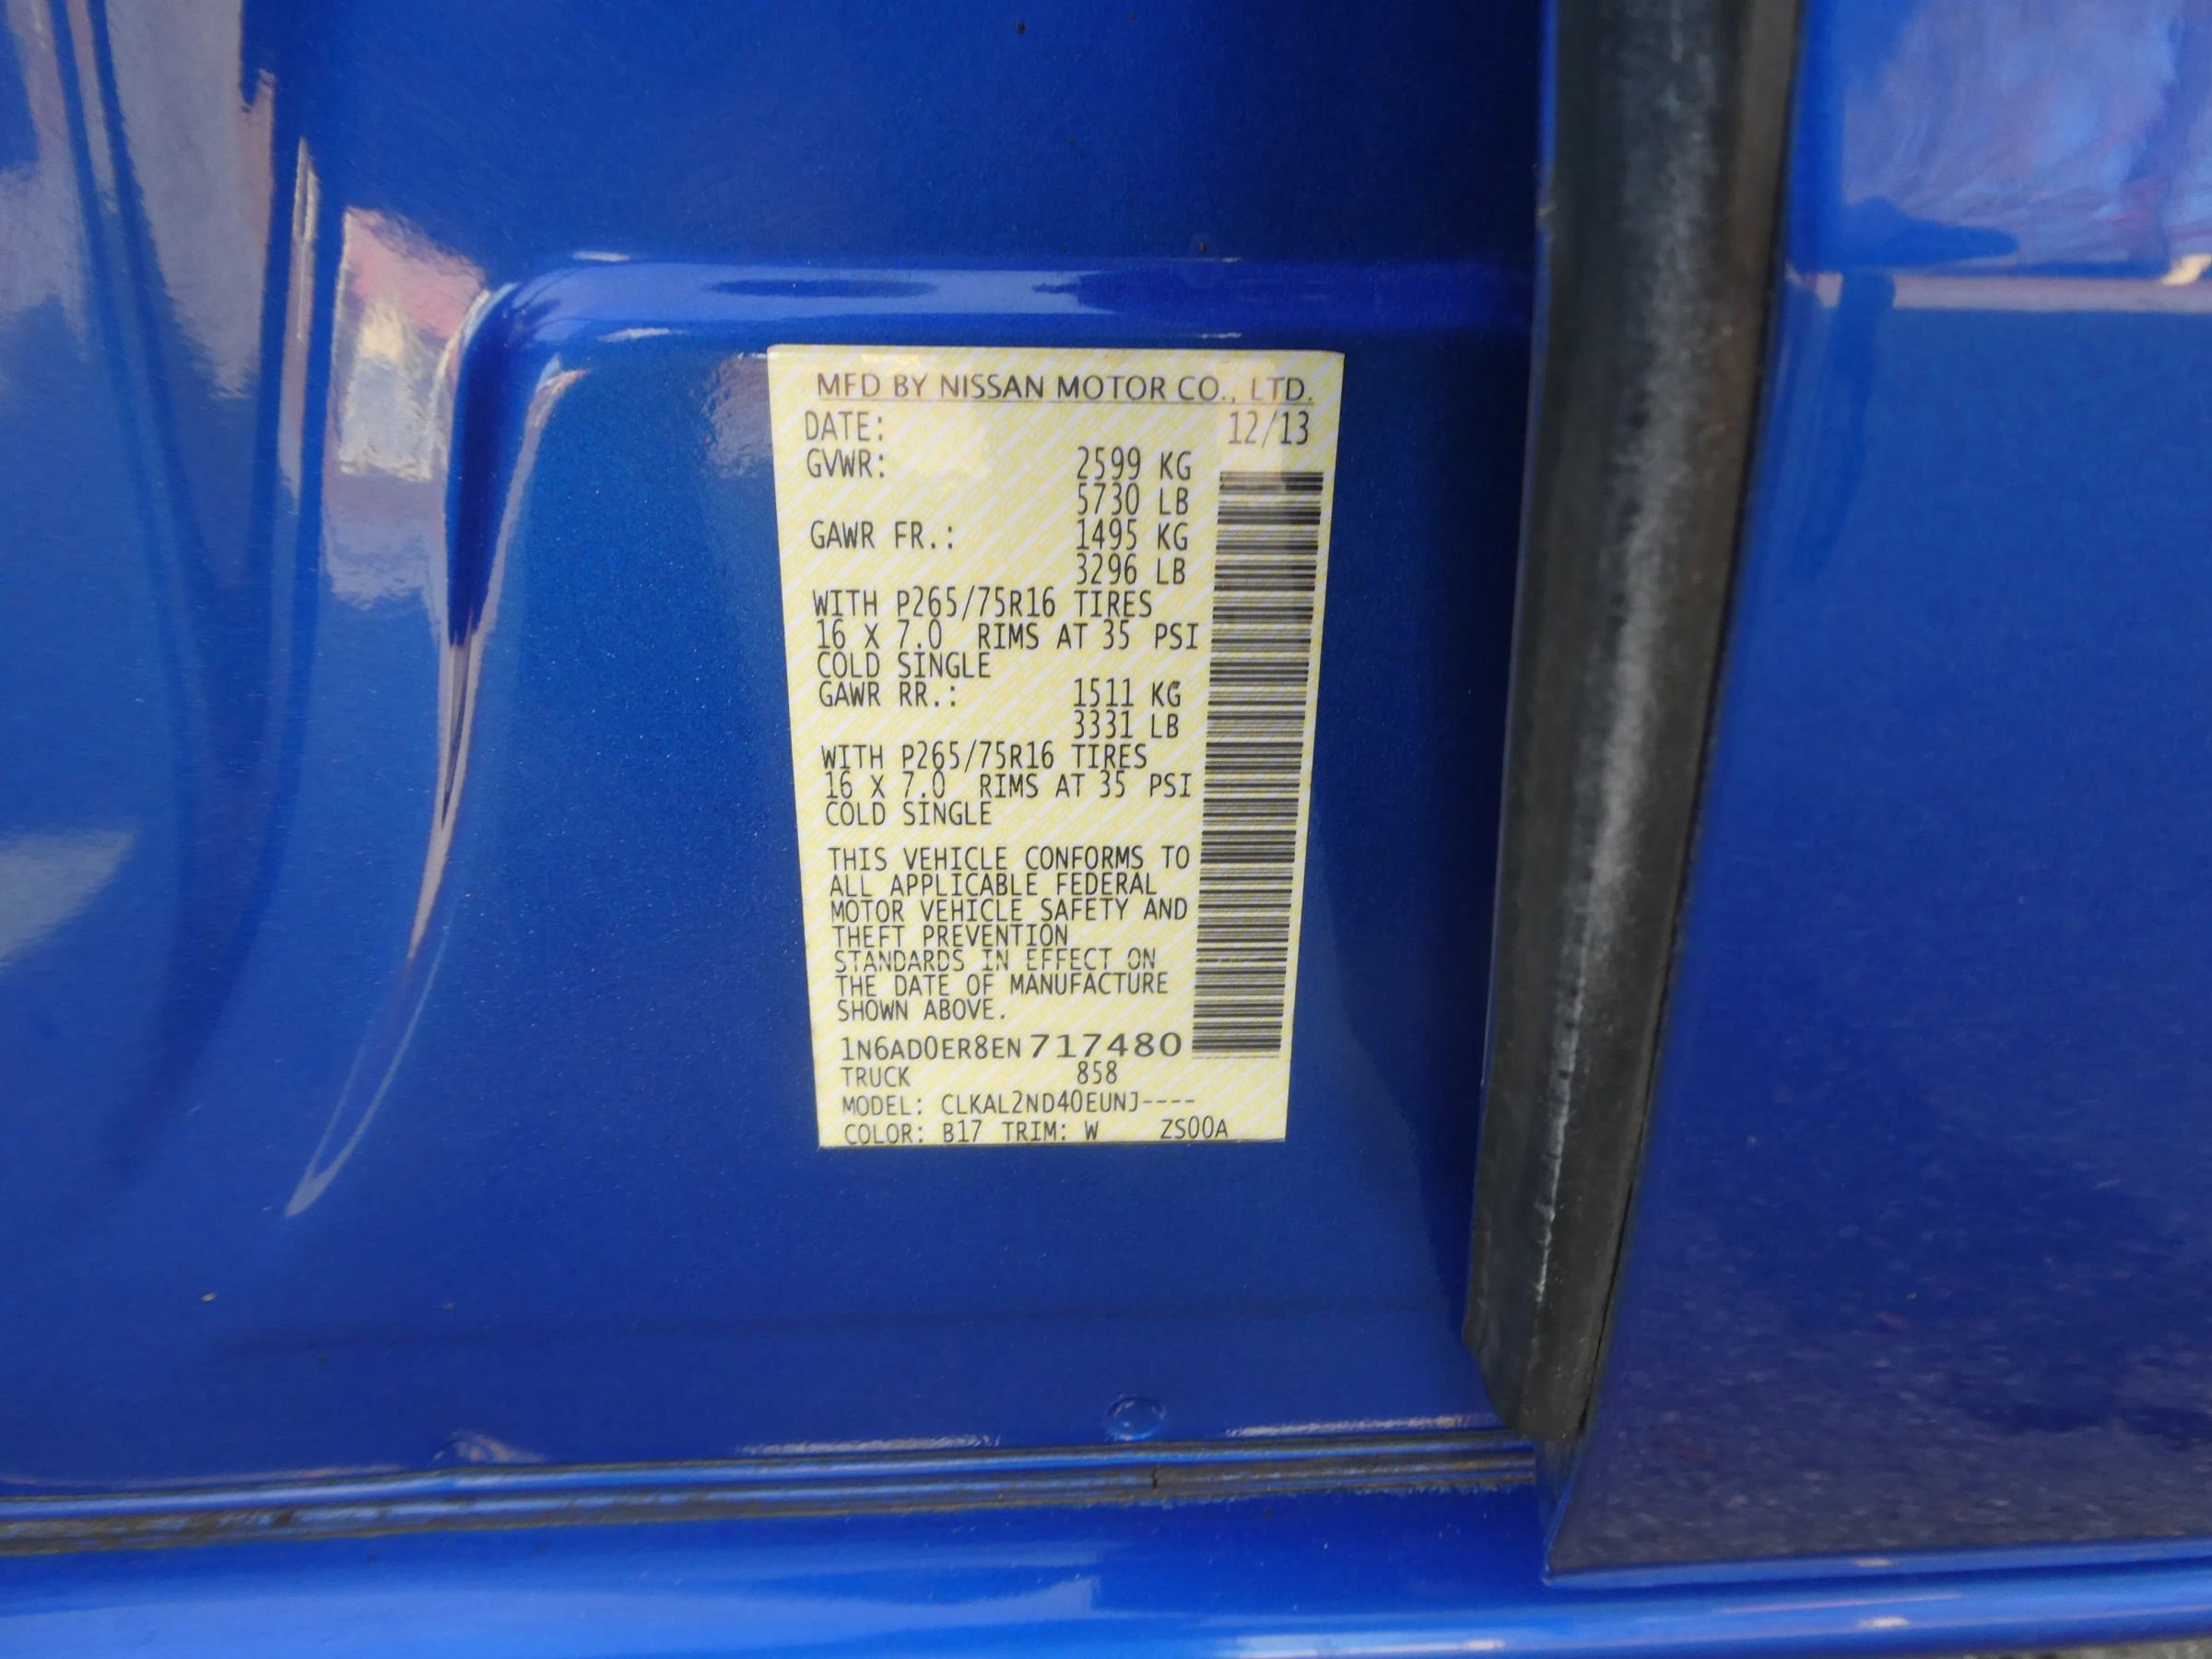 MFD BY NISSAN MOTOR CO., LTD.
DATE: 12/13
GVWR: 2599 KG
5730 LB
GAWR FR.: 1495 KG
3296 LB
WITH P265/75R16 TIRES
16 X 7.0 RIMS AT 35 PSI
COLD SINGLE
GAWR RR.: 1511 KG
3331 LB
WITH P265/75R16 TIRES
16 X 7.0 RIMS AT 35 PSI
COLD SINGLE
THIS VEHICLE CONFORMS TO
ALL APPLICABLE FEDERAL
MOTOR VEHICLE SAFETY AND
THEFT PREVENTION
STANDARDS IN EFFECT ON
THE DATE OF MANUFACTURE
SHOWN ABOVE.
1N6AD0ER8EN717480
TRUCK 858
MODEL: CLKAL2ND40EUNJ----
COLOR: B17 TRIM: W ZS00A